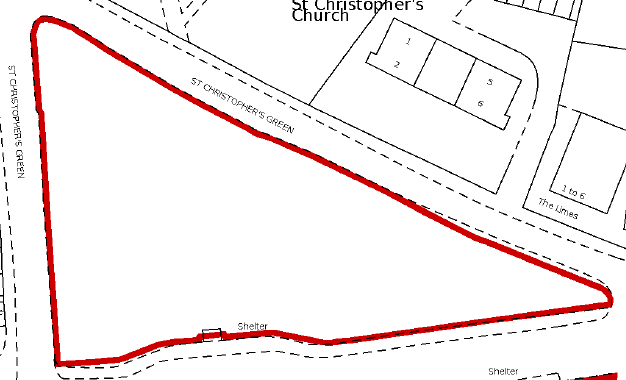 St Christopher's
Church
1
2
5
6
ST CHRISTOPHER'S GREEN
ST CHRISTOPHER'S GREEN
1 to 6
The Limes
Shelter
Shelter